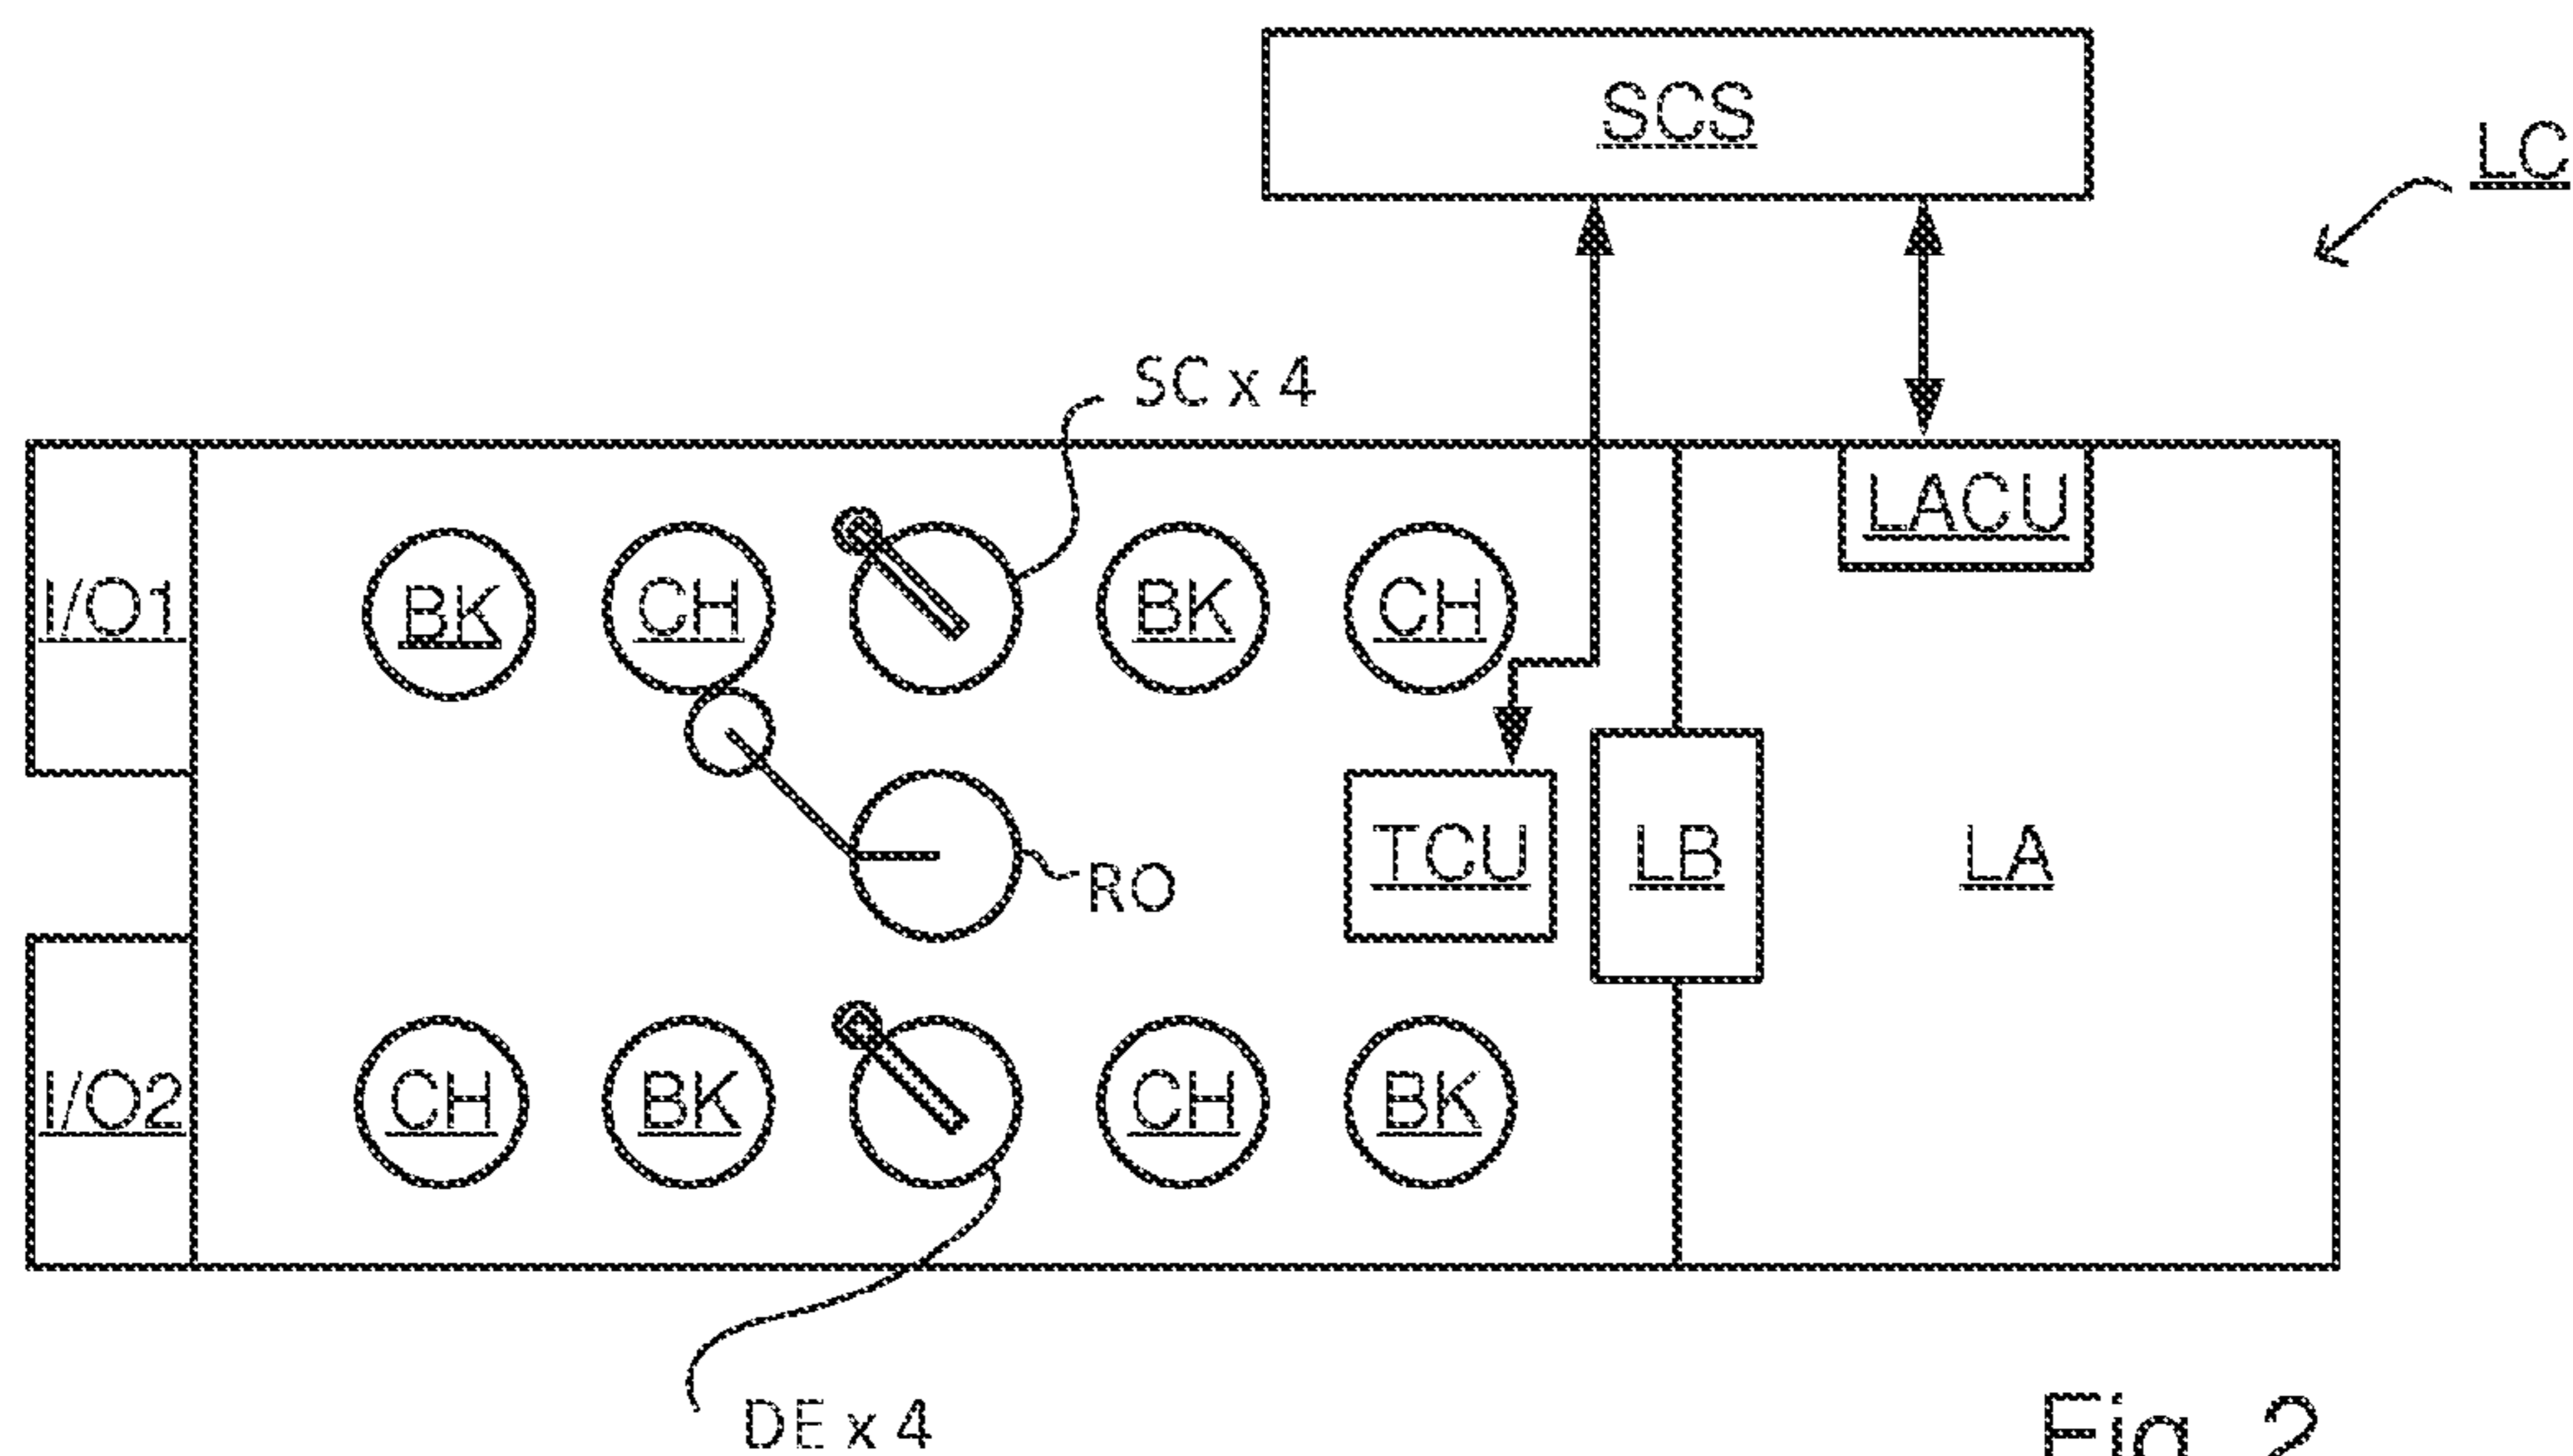 SCS
LC
SC x 4
LACU
I/O1
BK
CH
BK
CH
TCU
LB
LA
RO
I/O2
CH
BK
CH
BK
DE x 4
Fig. 2